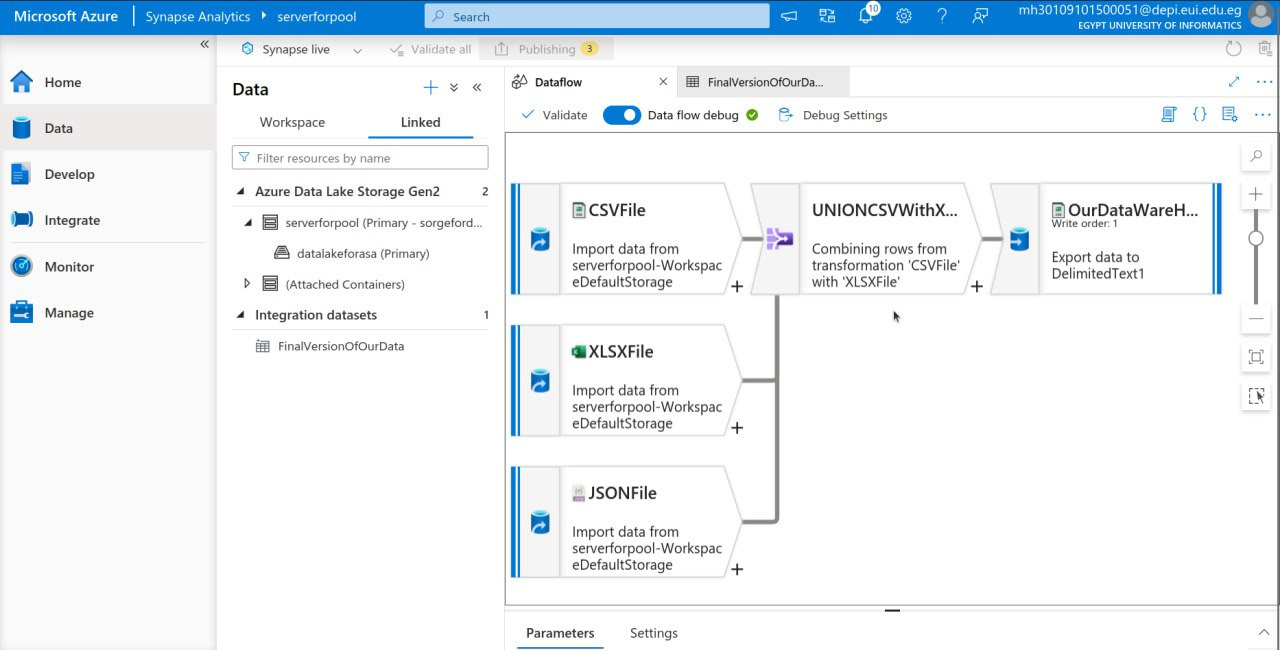 Microsoft Azure
Synapse Analytics
serverforpool
Search
10
mh30109101500051@depi.eui.edu.eg
EGYPT UNIVERSITY OF INFORMATICS
Synapse live
Validate all
Publishing
3
Home
Data
Develop
Integrate
Monitor
Manage
Data
Workspace
Linked
Filter resources by name
Azure Data Lake Storage Gen2
2
serverforpool (Primary - sorgeford...
datalakeforasa (Primary)
(Attached Containers)
Integration datasets
1
FinalVersionOfOurData
Dataflow
FinalVersionOfOurDa...
Validate
Data flow debug
Debug Settings
CSVFile
Import data from
serverforpool-Workspac
eDefaultStorage
UNIONCSVWithX...
Combining rows from
transformation 'CSVFile'
with 'XLSXFile'
OurDataWareH...
Write order: 1
Export data to
DelimitedText1
XLSXFile
Import data from
serverforpool-Workspac
eDefaultStorage
JSONFile
Import data from
serverforpool-Workspac
eDefaultStorage
Parameters
Settings